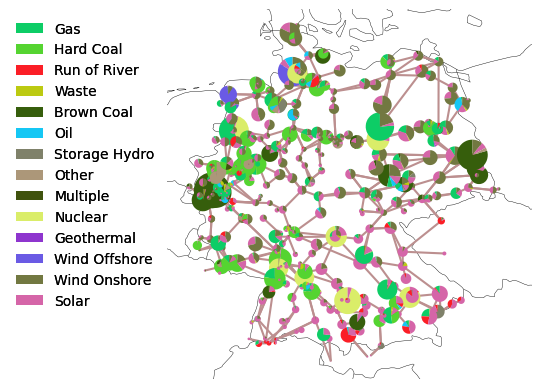 Gas
Hard Coal
Run of River
Waste
Brown Coal
Oil
Storage Hydro
Other
Multiple
Nuclear
Geothermal
Wind Offshore
Wind Onshore
Solar